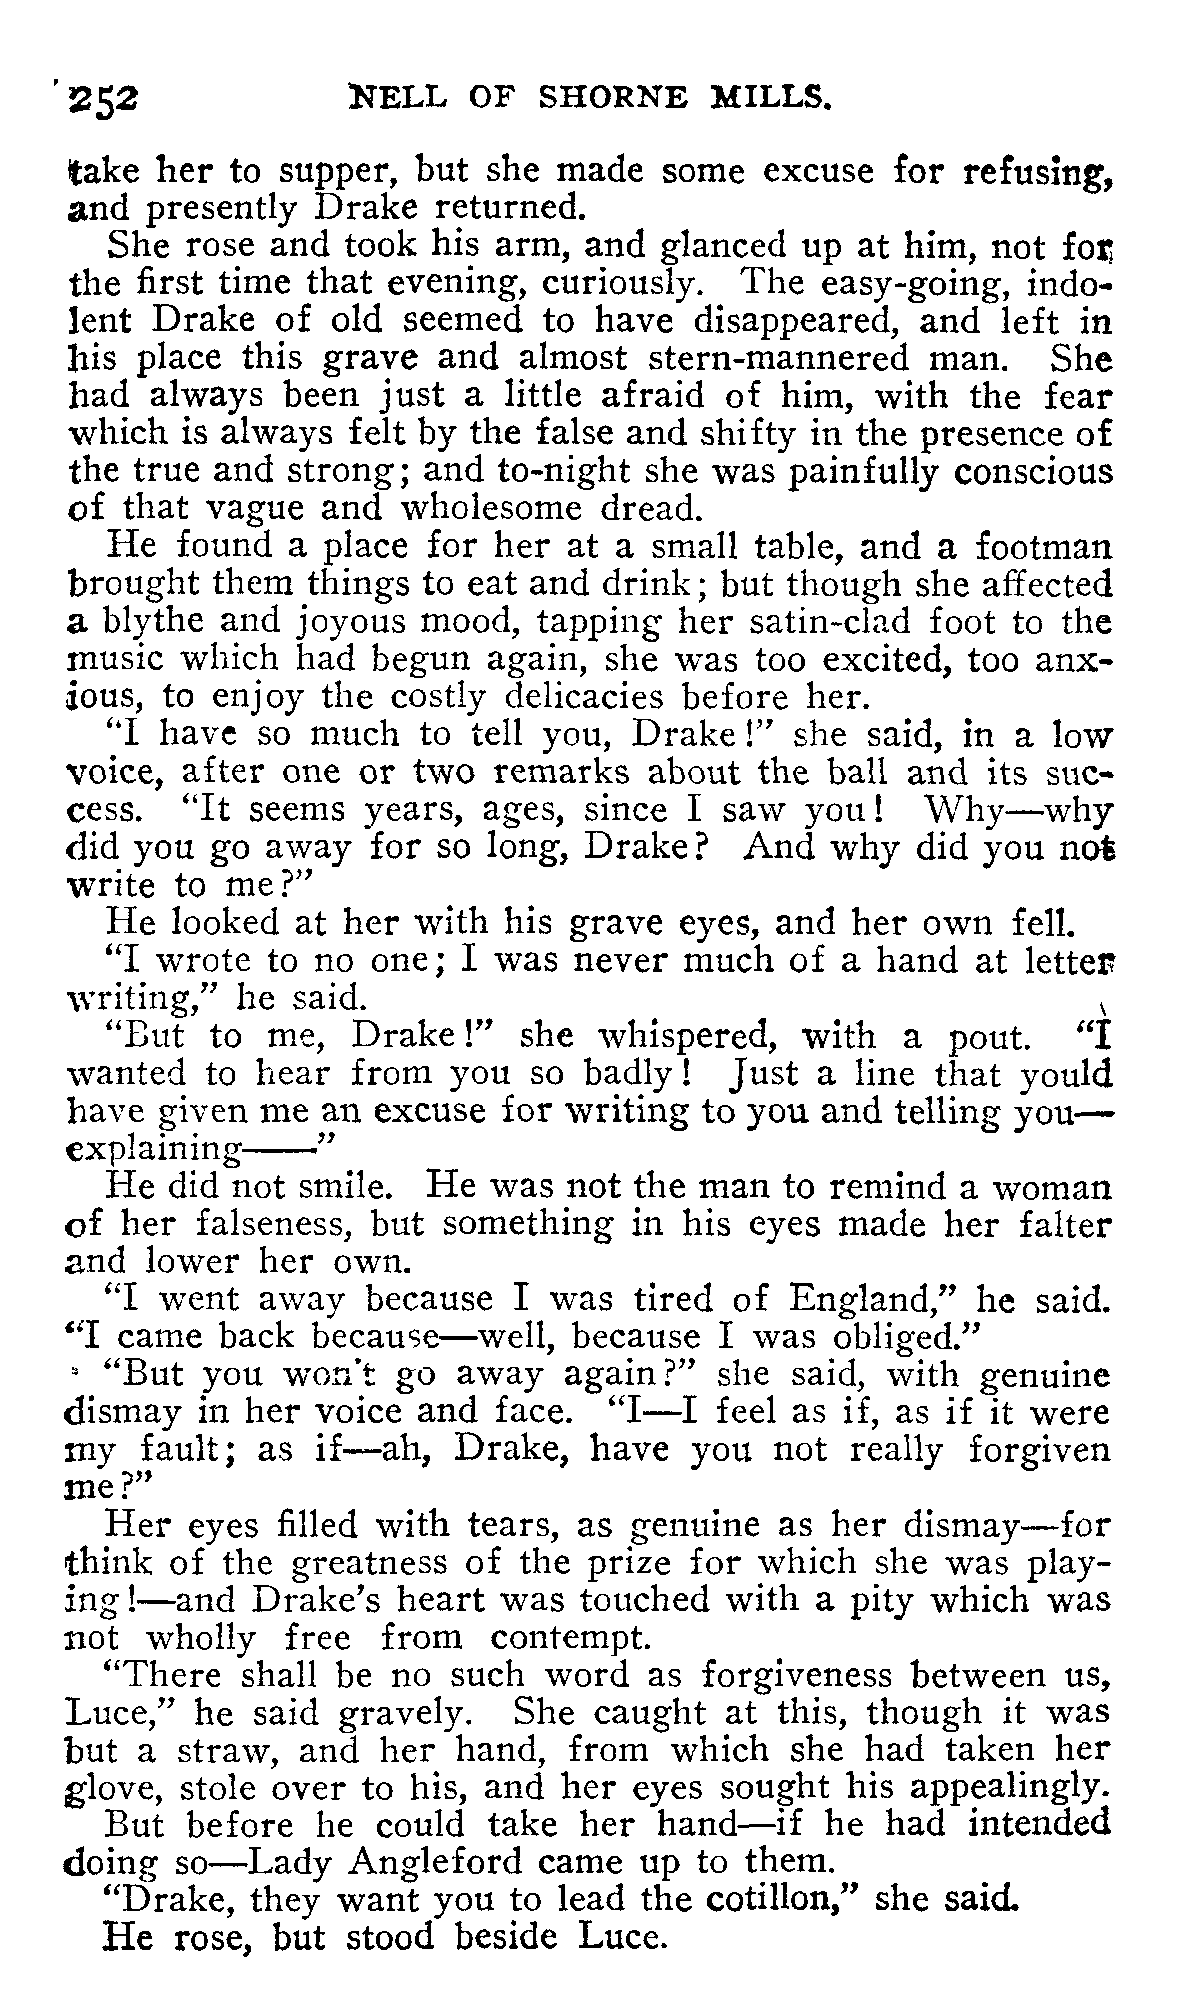 252 NELL OF SHORNE MILLS.
take her to supper, but she made some excuse for refusing,
and presently Drake returned.
She rose and took his arm, and glanced up at him, not for
the first time that evening, curiously. The easy-going, indo-
lent Drake of old seemed to have disappeared, and left in
his place this grave and almost stern-mannered man. She
had always been just a little afraid of him, with the fear
which is always felt by the false and shifty in the presence of
the true and strong; and to-night she was painfully conscious
of that vague and wholesome dread.
He found a place for her at a small table, and a footman
brought them things to eat and drink; but though she affected
a blythe and joyous mood, tapping her satin-clad foot to the
music which had begun again, she was too excited, too anx-
ious, to enjoy the costly delicacies before her.
"I have so much to tell you, Drake!" she said, in a low
voice, after one or two remarks about the ball and its suc-
cess. "It seems years, ages, since I saw you! Why—why
did you go away for so long, Drake? And why did you not
write to me?"
He looked at her with his grave eyes, and her own fell.
"I wrote to no one; I was never much of a hand at letter
writing," he said.
"But to me, Drake!" she whispered, with a pout. "I
wanted to hear from you so badly! Just a line that yould
have given me an excuse for writing to you and telling you—
explaining——"
He did not smile. He was not the man to remind a woman
of her falseness, but something in his eyes made her falter
and lower her own.
"I went away because I was tired of England," he said.
"I came back because—well, because I was obliged."
"But you won't go away again?" she said, with genuine
dismay in her voice and face. "I—I feel as if, as if it were
my fault; as if—ah, Drake, have you not really forgiven
me?"
Her eyes filled with tears, as genuine as her dismay—for
think of the greatness of the prize for which she was play-
ing!—and Drake's heart was touched with a pity which was
not wholly free from contempt.
"There shall be no such word as forgiveness between us,
Luce," he said gravely. She caught at this, though it was
but a straw, and her hand, from which she had taken her
glove, stole over to his, and her eyes sought his appealingly.
But before he could take her hand—if he had intended
doing so—Lady Angleford came up to them.
"Drake, they want you to lead the cotillon," she said.
He rose, but stood beside Luce.